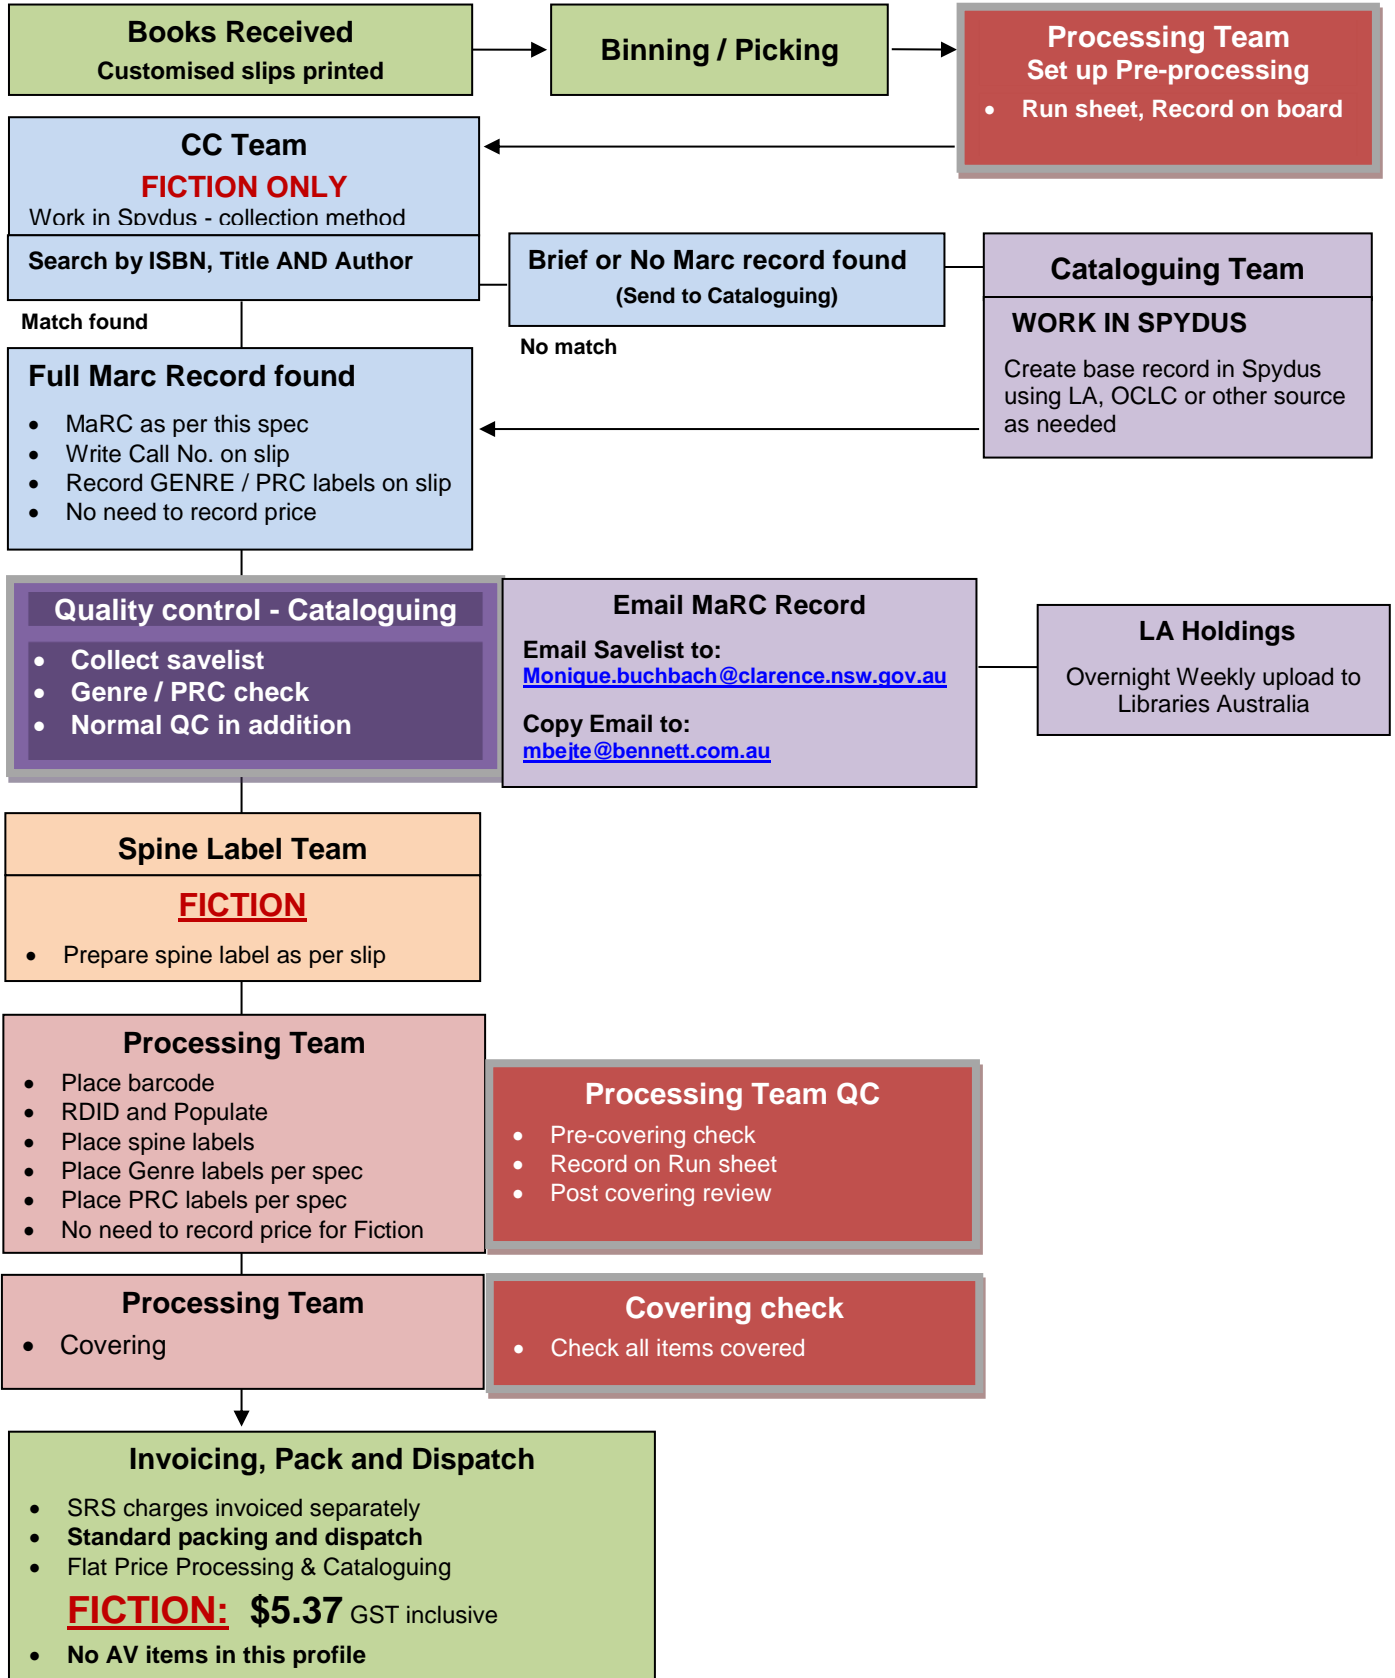 Books Received
Customised slips printed
Binning / Picking
Processing Team
Set up Pre-processing
• Run sheet, Record on board
CC Team
FICTION ONLY
Work in Spydus - collection method
Search by ISBN, Title AND Author
Brief or No Marc record found
(Send to Cataloguing)
Cataloguing Team
WORK IN SPYDUS
Create base record in Spydus
using LA, OCLC or other source
as needed
Match found
No match
Full Marc Record found
• MaRC as per this spec
• Write Call No. on slip
• Record GENRE / PRC labels on slip
• No need to record price
Quality control - Cataloguing
• Collect savelist
• Genre / PRC check
• Normal QC in addition
Email MaRC Record
Email Savelist to:
Monique.buchbach@clarence.nsw.gov.au
Copy Email to:
mbejte@bennett.com.au
LA Holdings
Overnight Weekly upload to
Libraries Australia
Spine Label Team
FICTION
• Prepare spine label as per slip
Processing Team
• Place barcode
• RDID and Populate
• Place spine labels
• Place Genre labels per spec
• Place PRC labels per spec
• No need to record price for Fiction
Processing Team QC
• Pre-covering check
• Record on Run sheet
• Post covering review
Processing Team
• Covering
Covering check
• Check all items covered
Invoicing, Pack and Dispatch
• SRS charges invoiced separately
• Standard packing and dispatch
• Flat Price Processing & Cataloguing
FICTION: $5.37 GST inclusive
• No AV items in this profile